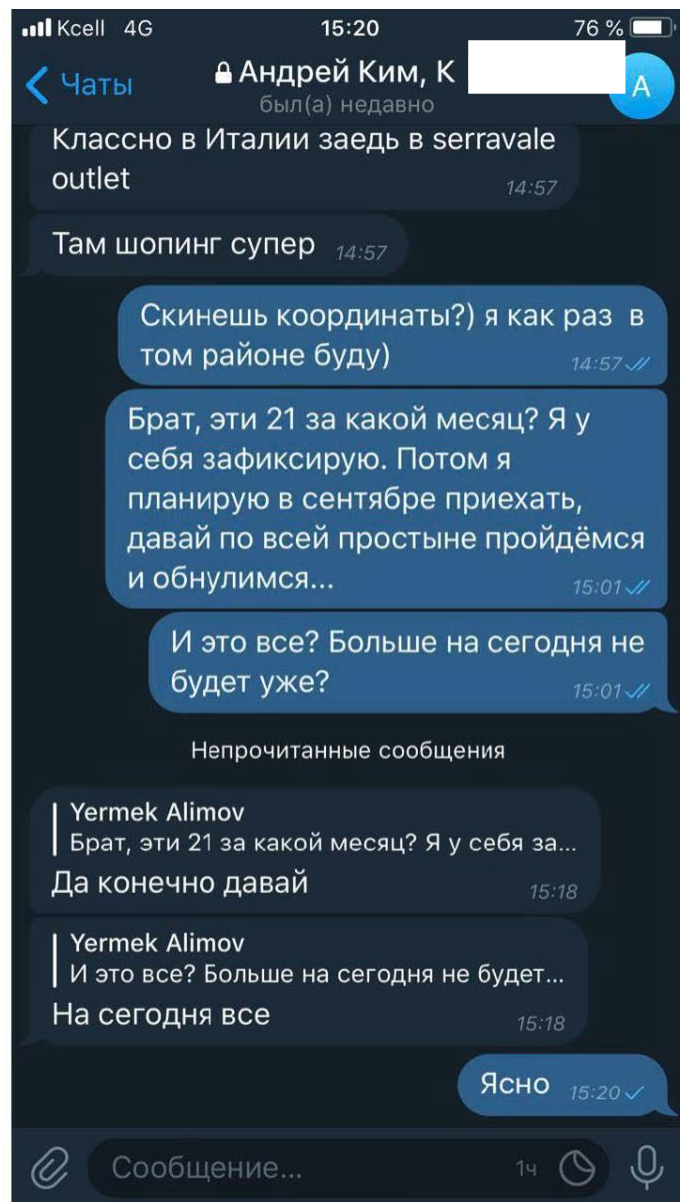 Kcell 4G 15:20 76 %
Чаты
Андрей Ким, К
А
был(а) недавно
Классно в Италии заедь в serravale
outlet
14:57
Там шопинг супер 14:57
Скинешь координаты?) я как раз в
том районе буду)
14:57
Брат, эти 21 за какой месяц? Я у
себя зафиксирую. Потом я
планирую в сентябре приехать,
давай по всей простыне пройдёмся
и обнулимся...
15:01
И это все? Больше на сегодня не
будет уже?
15:01
Непрочитанные сообщения
Yermek Alimov
Брат, эти 21 за какой месяц? Я у себя за...
Да конечно давай
15:18
Yermek Alimov
И это все? Больше на сегодня не будет...
На сегодня все
15:18
Ясно 15:20
Сообщение... 1ч